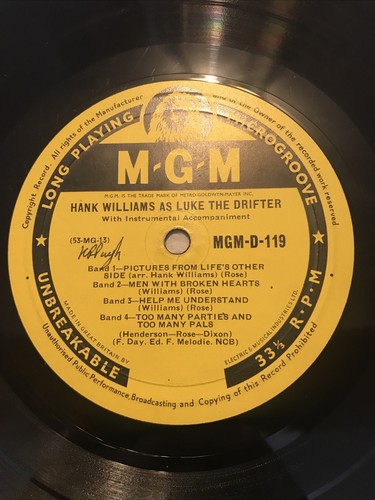 Copyright Record. All rights of the Manufacturer
of the Owner of the recorded work reserved
LONG PLAYING
MICROGROOVE
M-G-M
M-G-M. IS THE TRADE MARK OF METRO-GOLDWYN-MAYER INC.
HANK WILLIAMS AS LUKE THE DRIFTER
With Instrumental Accompaniment
(53-MG-13)
MGM-D-119
Band 1—PICTURES FROM LIFE'S OTHER
SIDE (arr. Hank Williams) (Rose)
Band 2—MEN WITH BROKEN HEARTS
(Williams) (Rose)
Band 3—HELP ME UNDERSTAND
(Williams) (Rose)
Band 4—TOO MANY PARTIES AND
TOO MANY PALS
(Henderson—Rose—Dixon)
(F. Day. Ed. F. Melodie. NCB)
UNBREAKABLE
33⅓ R.P.M
MADE IN GREAT BRITAIN BY
ELECTRIC & MUSICAL INDUSTRIES LTD.
Unauthorised Public Performance, Broadcasting and Copying of this Record Prohibited